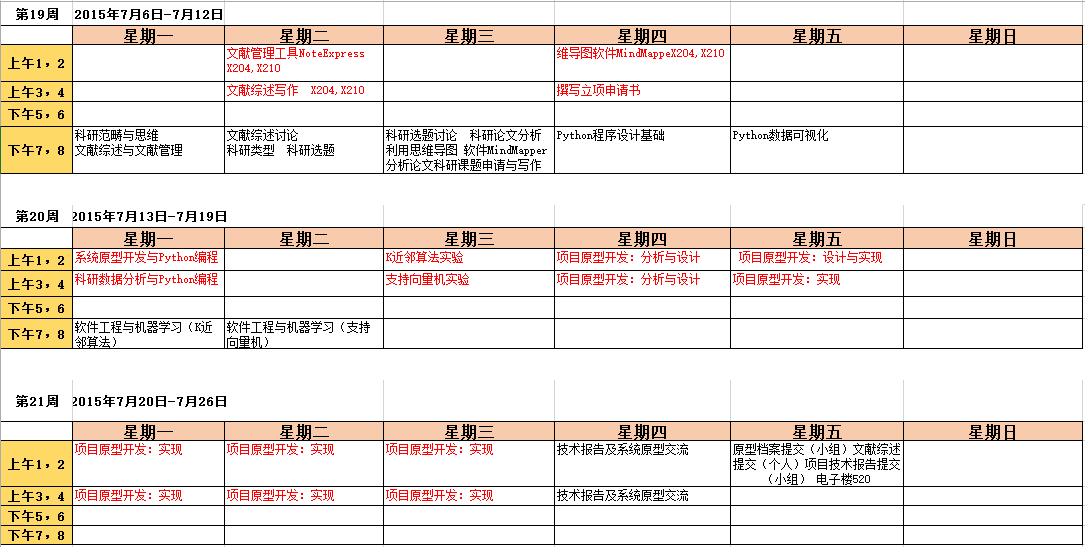 第19周 2015年7月6日-7月12日
星期一 星期二 星期三 星期四 星期五 星期日
上午1，2 文献管理工具NoteExpress 维导图软件MindMappeX204,X210
X204,X210
上午3，4 文献综述写作 X204,X210 撰写立项申请书
下午5，6
下午7，8 科研范畴与思维 文献综述讨论 科研选题讨论 科研论文分析 Python程序设计基础 Python数据可视化
文献综述与文献管理 科研类型 科研选题 利用思维导图 软件MindMapper
分析论文科研课题申请与写作
第20周 2015年7月13日-7月19日
星期一 星期二 星期三 星期四 星期五 星期日
上午1，2 系统原型开发与Python编程 K近邻算法实验 项目原型开发：分析与设计 项目原型开发：设计与实现
上午3，4 科研数据分析与Python编程 支持向量机实验 项目原型开发：分析与设计 项目原型开发：实现
下午5，6
下午7，8 软件工程与机器学习（K近 软件工程与机器学习（支持
邻算法） 向量机）
第21周 2015年7月20日-7月26日
星期一 星期二 星期三 星期四 星期五 星期日
上午1，2 项目原型开发：实现 项目原型开发：实现 项目原型开发：实现 技术报告及系统原型交流 原型档案提交（小组）文献综述
提交（个人）项目技术报告提交
（小组） 电子楼520
上午3，4 项目原型开发：实现 项目原型开发：实现 项目原型开发：实现 技术报告及系统原型交流
下午5，6
下午7，8